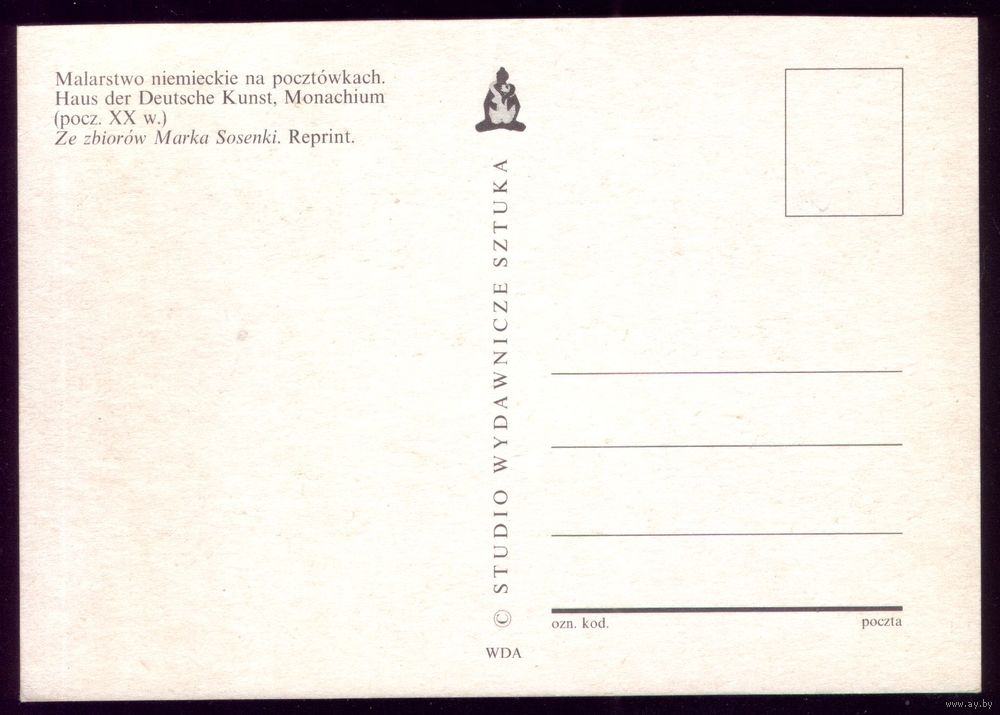 Malarstwo niemieckie na pocztówkach.
Haus der Deutsche Kunst, Monachium
(pocz. XX w.)
Ze zbiorów Marka Sosenki. Reprint.
© STUDIO WYDAWNICZE SZTUKA
WDA
ozn. kod.
poczta
www.ay.by